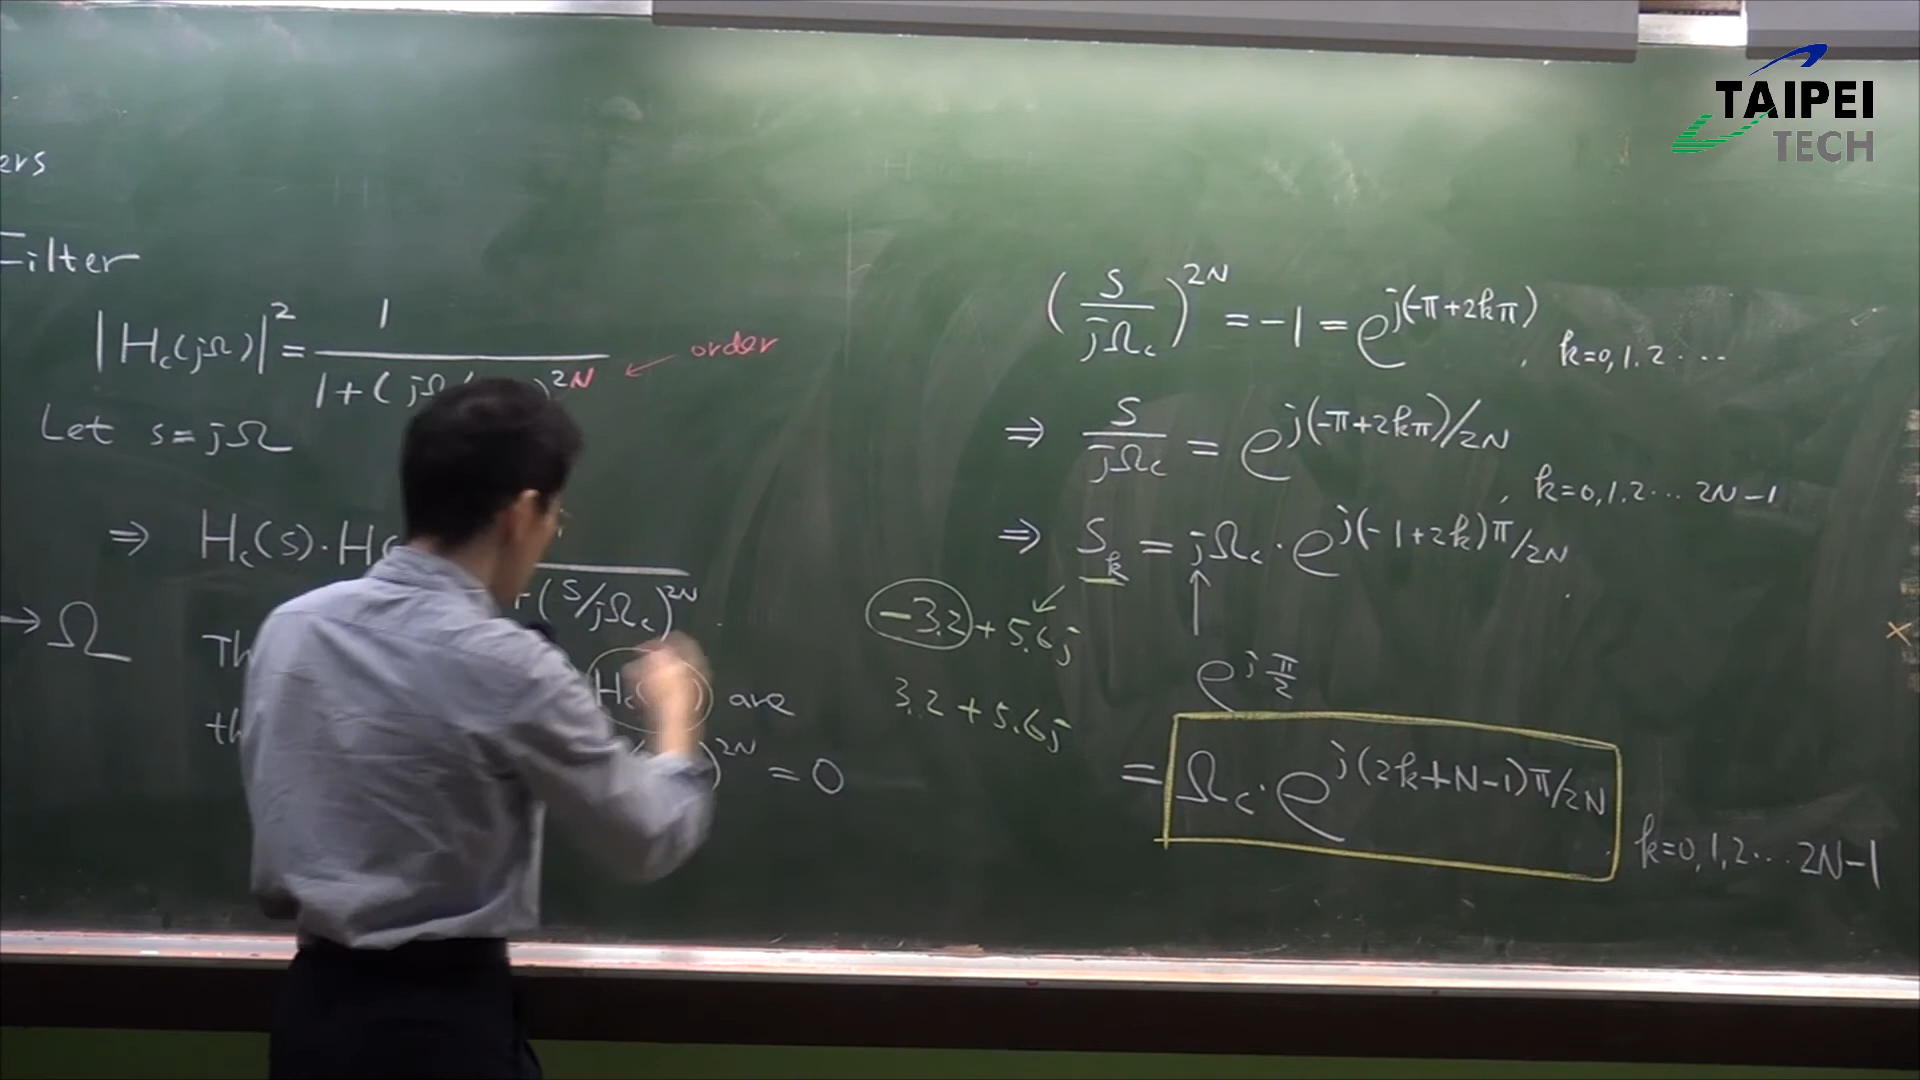 TAIPEI
TECH
ers
Filter
|Hc(jΩ)|² = 1
1+(jΩ )^2N ← order
Let s=jΩ
⇒ Hc(s)·H
(s/jΩc)^2N
→Ω
Th Hc( ) are
th )^2N = 0
(s/jΩc)^2N = -1 = e^j(-π+2kπ) , k=0,1,2...
⇒ s/jΩc = e^j(-π+2kπ)/2N , k=0,1,2... 2N-1
⇒ S_k = jΩc·e^j(-1+2k)π/2N
-3.2+5.6j
e^jπ/2
3.2+5.6j
= Ωc·e^j(2k+N-1)π/2N k=0,1,2... 2N-1